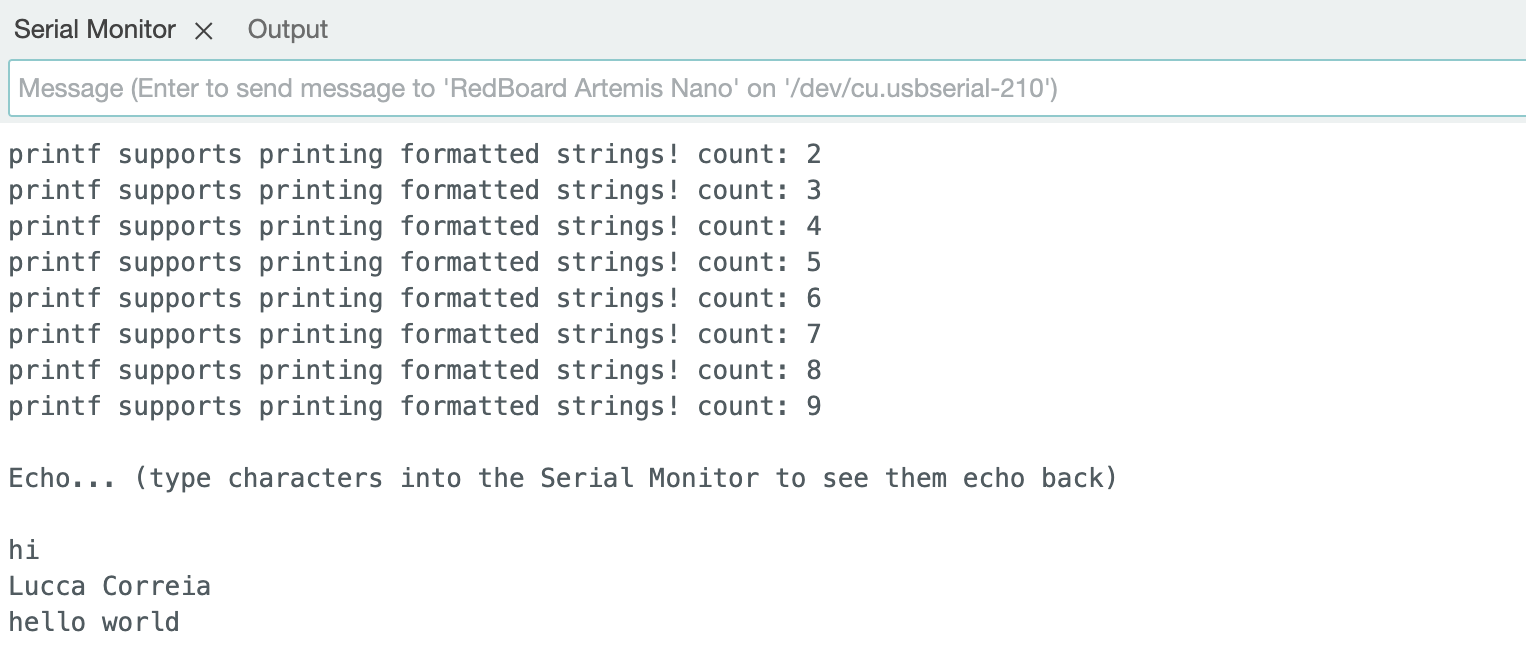 Serial Monitor Output
Message (Enter to send message to 'RedBoard Artemis Nano' on '/dev/cu.usbserial-210')
printf supports printing formatted strings! count: 2
printf supports printing formatted strings! count: 3
printf supports printing formatted strings! count: 4
printf supports printing formatted strings! count: 5
printf supports printing formatted strings! count: 6
printf supports printing formatted strings! count: 7
printf supports printing formatted strings! count: 8
printf supports printing formatted strings! count: 9
Echo... (type characters into the Serial Monitor to see them echo back)
hi
Lucca Correia
hello world